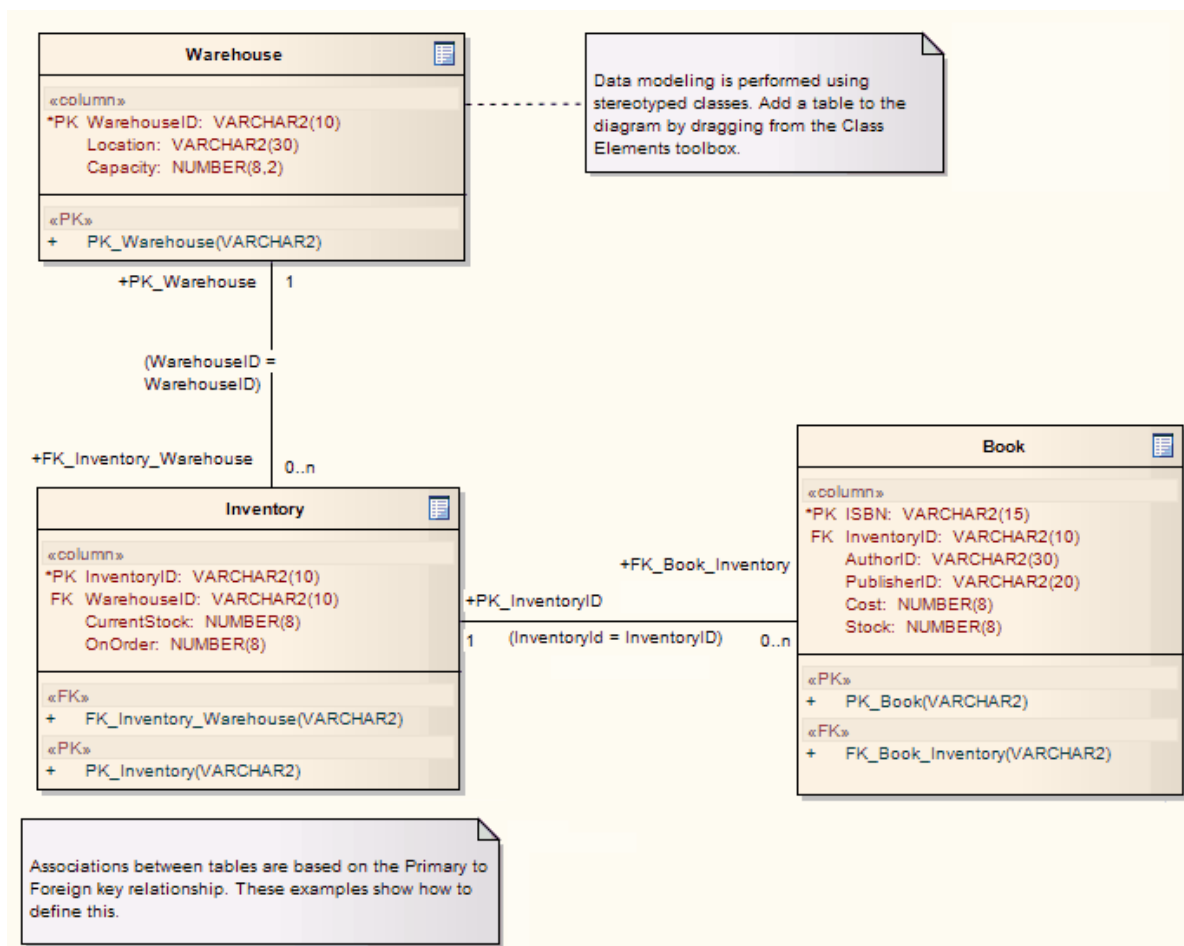 Warehouse
«column»
*PK WarehouseID: VARCHAR2(10)
Location: VARCHAR2(30)
Capacity: NUMBER(8,2)
«PK»
+ PK_Warehouse(VARCHAR2)
Data modeling is performed using
stereotyped classes. Add a table to the
diagram by dragging from the Class
Elements toolbox.
+PK_Warehouse 1
(WarehouseID =
WarehouseID)
+FK_Inventory_Warehouse
0..n
Inventory
«column»
*PK InventoryID: VARCHAR2(10)
FK WarehouseID: VARCHAR2(10)
CurrentStock: NUMBER(8)
OnOrder: NUMBER(8)
«FK»
+ FK_Inventory_Warehouse(VARCHAR2)
«PK»
+ PK_Inventory(VARCHAR2)
+FK_Book_Inventory
+PK_InventoryID
1 (InventoryId = InventoryID) 0..n
Book
«column»
*PK ISBN: VARCHAR2(15)
FK InventoryID: VARCHAR2(10)
AuthorID: VARCHAR2(30)
PublisherID: VARCHAR2(20)
Cost: NUMBER(8)
Stock: NUMBER(8)
«PK»
+ PK_Book(VARCHAR2)
«FK»
+ FK_Book_Inventory(VARCHAR2)
Associations between tables are based on the Primary to
Foreign key relationship. These examples show how to
define this.